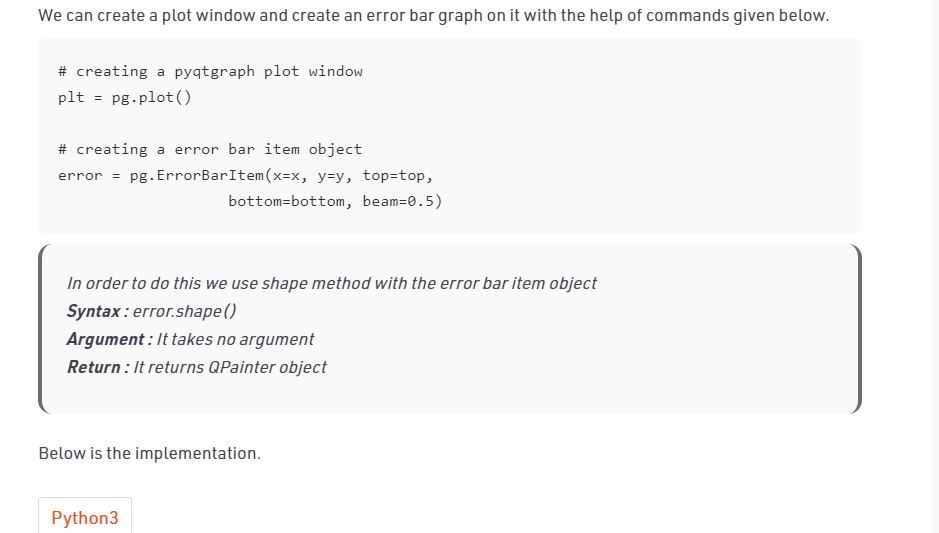 We can create a plot window and create an error bar graph on it with the help of commands given below.
# creating a pyqtgraph plot window
plt = pg.plot()
# creating a error bar item object
error = pg.ErrorBarItem(x=x, y=y, top=top,
bottom=bottom, beam=0.5)
In order to do this we use shape method with the error bar item object
Syntax : error.shape()
Argument : It takes no argument
Return : It returns QPainter object
Below is the implementation.
Python3